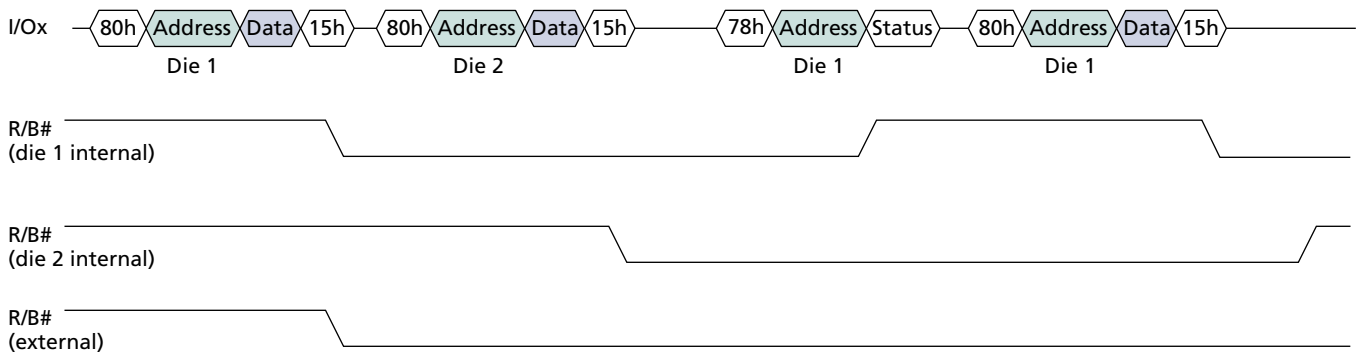 I/Ox 80h Address Data 15h 80h Address Data 15h 78h Address Status 80h Address Data 15h
Die 1 Die 2 Die 1 Die 1
R/B#
(die 1 internal)
R/B#
(die 2 internal)
R/B#
(external)